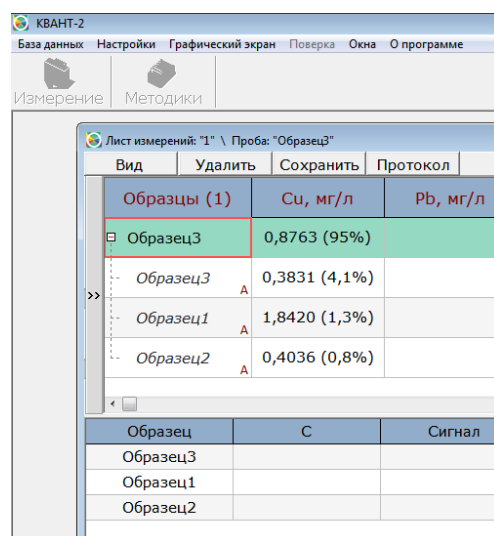 КВАНТ-2
База данных Настройки Графический экран Поверка Окна О программе
Измерение Методики
Лист измерений: "1" \ Проба: "Образец3"
Вид Удалить Сохранить Протокол
Образцы (1) Cu, мг/л Pb, мг/л
Образец3 0,8763 (95%)
Образец3 А 0,3831 (4,1%)
>>
Образец1 А 1,8420 (1,3%)
Образец2 А 0,4036 (0,8%)
Образец С Сигнал
Образец3
Образец1
Образец2